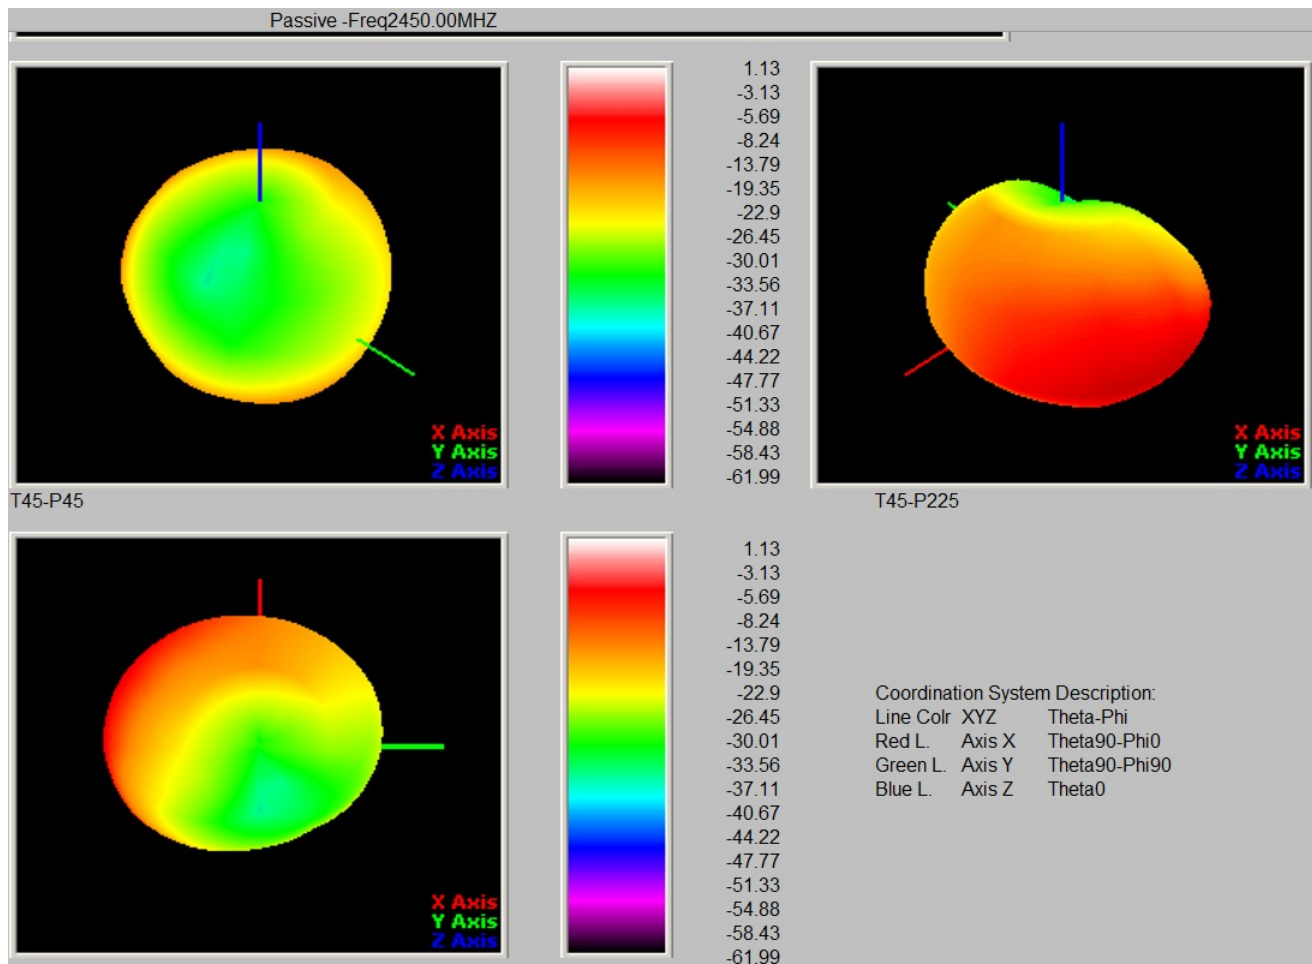 Passive -Freq2450.00MHZ
1.13
-3.13
-5.69
-8.24
-13.79
-19.35
-22.9
-26.45
-30.01
-33.56
-37.11
-40.67
-44.22
-47.77
-51.33
-54.88
-58.43
-61.99
X Axis
Y Axis
Z Axis
X Axis
Y Axis
Z Axis
T45-P45
T45-P225
1.13
-3.13
-5.69
-8.24
-13.79
-19.35
-22.9
-26.45
-30.01
-33.56
-37.11
-40.67
-44.22
-47.77
-51.33
-54.88
-58.43
-61.99
X Axis
Y Axis
Z Axis
Coordination System Description:
Line Colr XYZ Theta-Phi
Red L. Axis X Theta90-Phi0
Green L. Axis Y Theta90-Phi90
Blue L. Axis Z Theta0